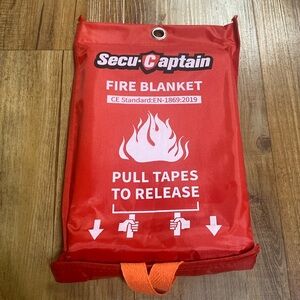 Secu Captain
FIRE BLANKET
CE Standard:EN-1869:2019
PULL TAPES
TO RELEASE